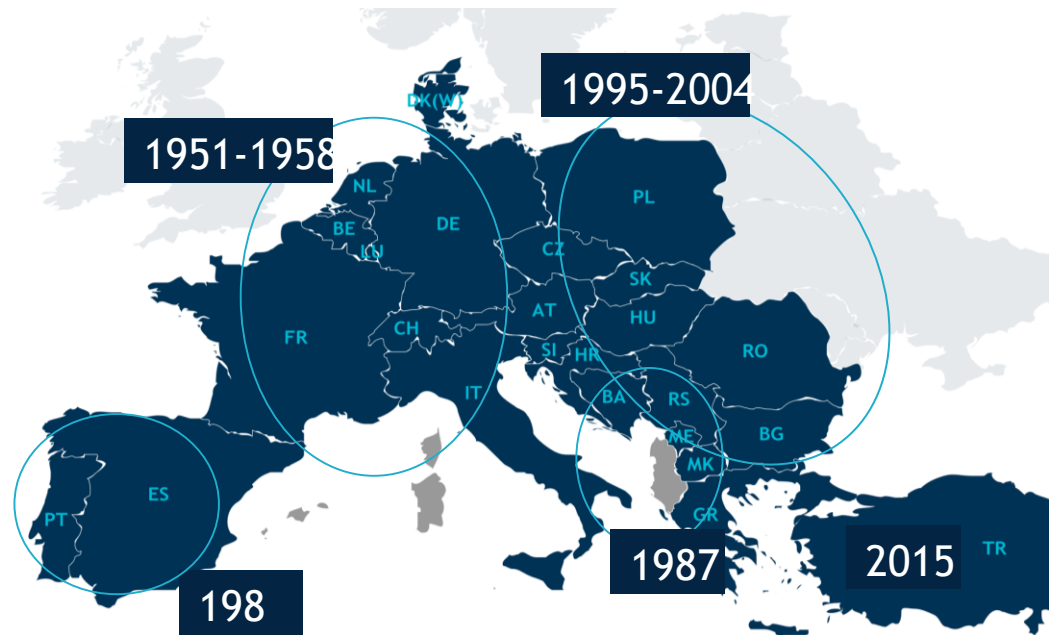 DK(W)
1995-2004
1951-1958
NL
PL
BE
DE
LU
CZ
SK
AT
HU
CH
FR
SI
HR
RO
IT
BA
RS
ME
BG
MK
ES
PT
GR
1987
2015
TR
198